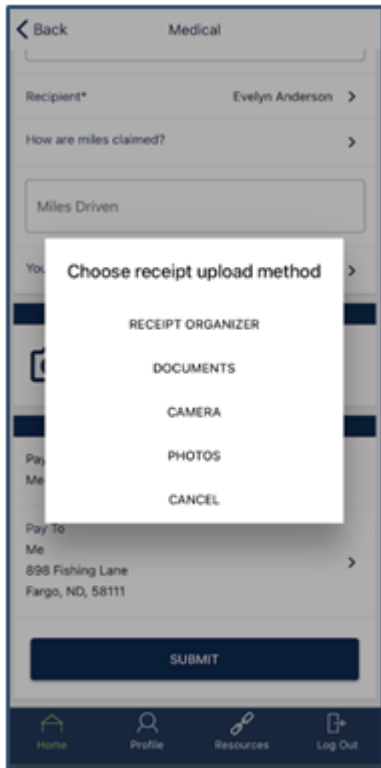 Back
Medical
Recipient*
Evelyn Anderson
How are miles claimed?
Miles Driven
Choose receipt upload method
RECEIPT ORGANIZER
DOCUMENTS
CAMERA
PHOTOS
CANCEL
Pay To
Me
898 Fishing Lane
Fargo, ND, 58111
SUBMIT
Home
Profile
Resources
Log Out